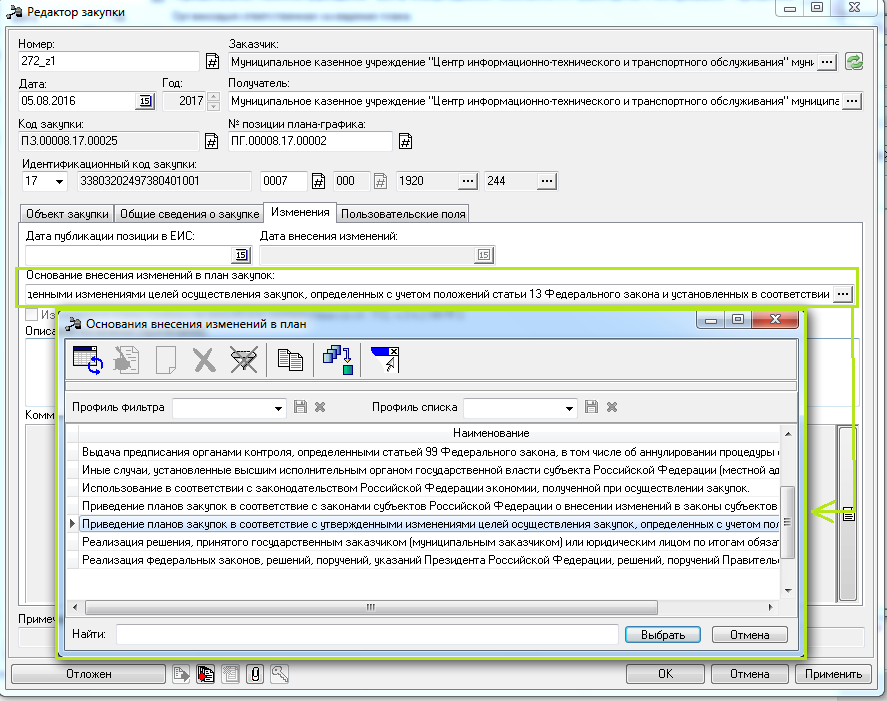 Редактор закупки
Номер:
Заказчик:
272_z1
Муниципальное казенное учреждение "Центр информационно-технического и транспортного обслуживания"
Дата:
Год:
Получатель:
05.08.2016
15
2017
Муниципальное казенное учреждение "Центр информационно-технического и транспортного обслуживания" муниципа
Код закупки:
№ позиции плана-графика:
ПЗ.00008.17.00025
ПГ.00008.17.00002
Идентификационный код закупки:
17
33803202497380401001
0007
000
1920
244
Объект закупки
Общие сведения о закупке
Изменения
Пользовательские поля
Дата публикации позиции в ЕИС:
Дата внесения изменений:
15
15
Основание внесения изменений в план закупок:
денными изменениями целей осуществления закупок, определенных с учетом положений статьи 13 Федерального закона и установленных в соответствии
Из
Описа
Основания внесения изменений в план
Профиль фильтра
Профиль списка
Комм
Наименование
Выдача предписания органами контроля, определенными статьей 99 Федерального закона, в том числе об аннулировании процедуры
Иные случаи, установленные высшим исполнительным органом государственной власти субъекта Российской Федерации (местной ад
Использование в соответствии с законодательством Российской Федерации экономии, полученной при осуществлении закупок.
Приведение планов закупок в соответствие с законами субъектов Российской Федерации о внесении изменений в законы субъектов
Приведение планов закупок в соответствие с утвержденными изменениями целей осуществления закупок, определенных с учетом пол
Реализация решения, принятого государственным заказчиком (муниципальным заказчиком) или юридическим лицом по итогам обяза
Реализация федеральных законов, решений, поручений, указаний Президента Российской Федерации, решений, поручений Правитель
Примеч
Найти:
Выбрать
Отмена
Отложен
OK
Отмена
Применить